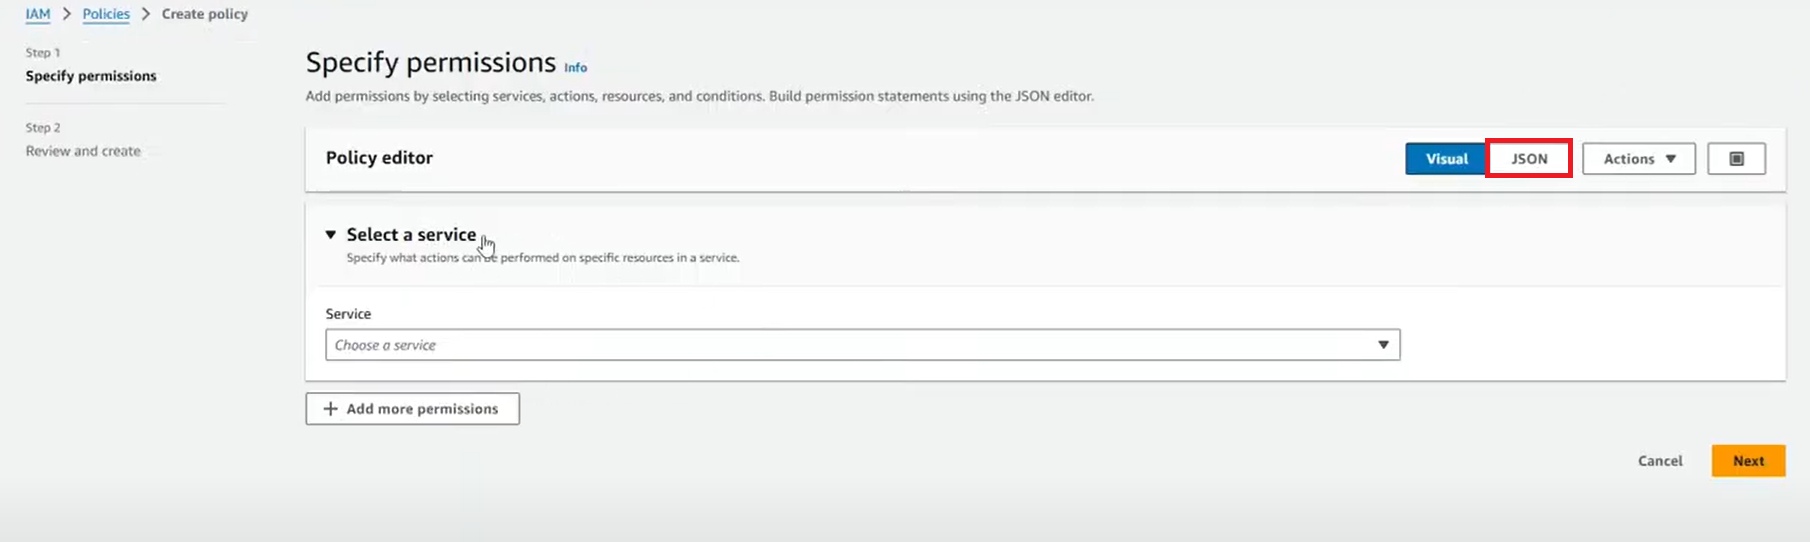 IAM > Policies > Create policy
Step 1
Specify permissions
Step 2
Review and create
Specify permissions Info
Add permissions by selecting services, actions, resources, and conditions. Build permission statements using the JSON editor.
Policy editor
Visual
JSON
Actions
Select a service
Specify what actions can be performed on specific resources in a service.
Service
Choose a service
+ Add more permissions
Cancel
Next